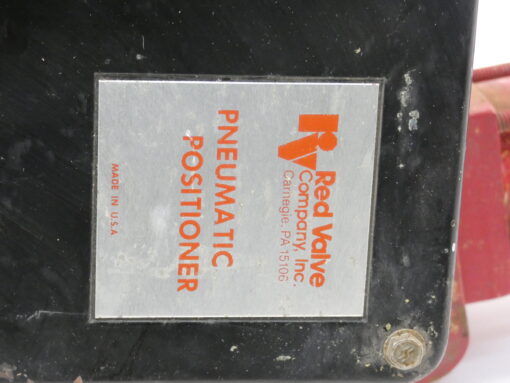 Red Valve
Company, Inc.
Carnegie, PA 15106
PNEUMATIC
POSITIONER
MADE IN U.S.A